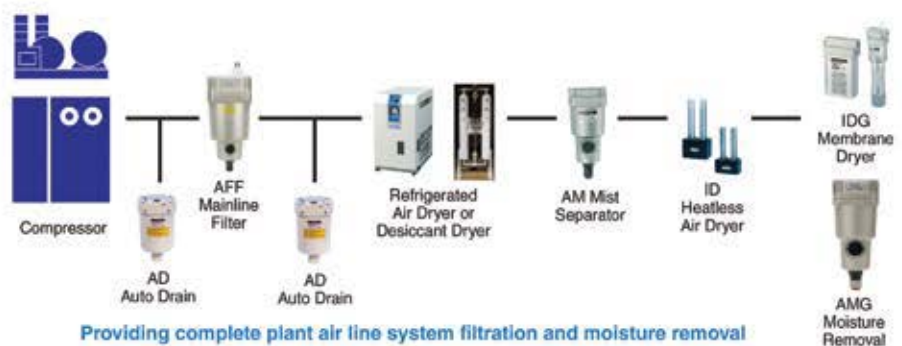 Compressor
AD
Auto Drain
AFF
Mainline
Filter
AD
Auto Drain
Refrigerated
Air Dryer or
Desiccant Dryer
AM Mist
Separator
ID
Heatless
Air Dryer
IDG
Membrane
Dryer
AMG
Moisture
Removal
Providing complete plant air line system filtration and moisture removal